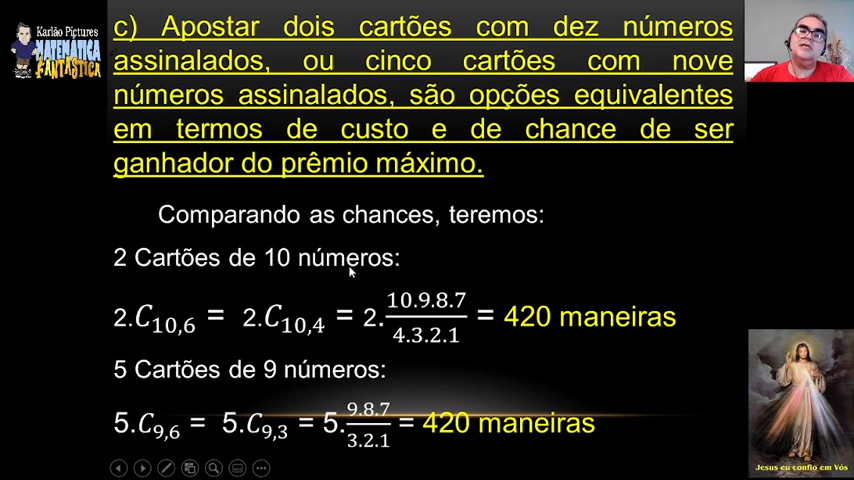 Karlão Pictures
MATEMÁTICA
FANTÁSTICA
c) Apostar dois cartões com dez números
assinalados, ou cinco cartões com nove
números assinalados, são opções equivalentes
em termos de custo e de chance de ser
ganhador do prêmio máximo.
Comparando as chances, teremos:
2 Cartões de 10 números:
2.C₁₀,₆ = 2.C₁₀,₄ = 2.\frac{10.9.8.7}{4.3.2.1} = 420 maneiras
5 Cartões de 9 números:
5.C₉,₆ = 5.C₉,₃ = 5.\frac{9.8.7}{3.2.1} = 420 maneiras
Jesus eu confio em Vós